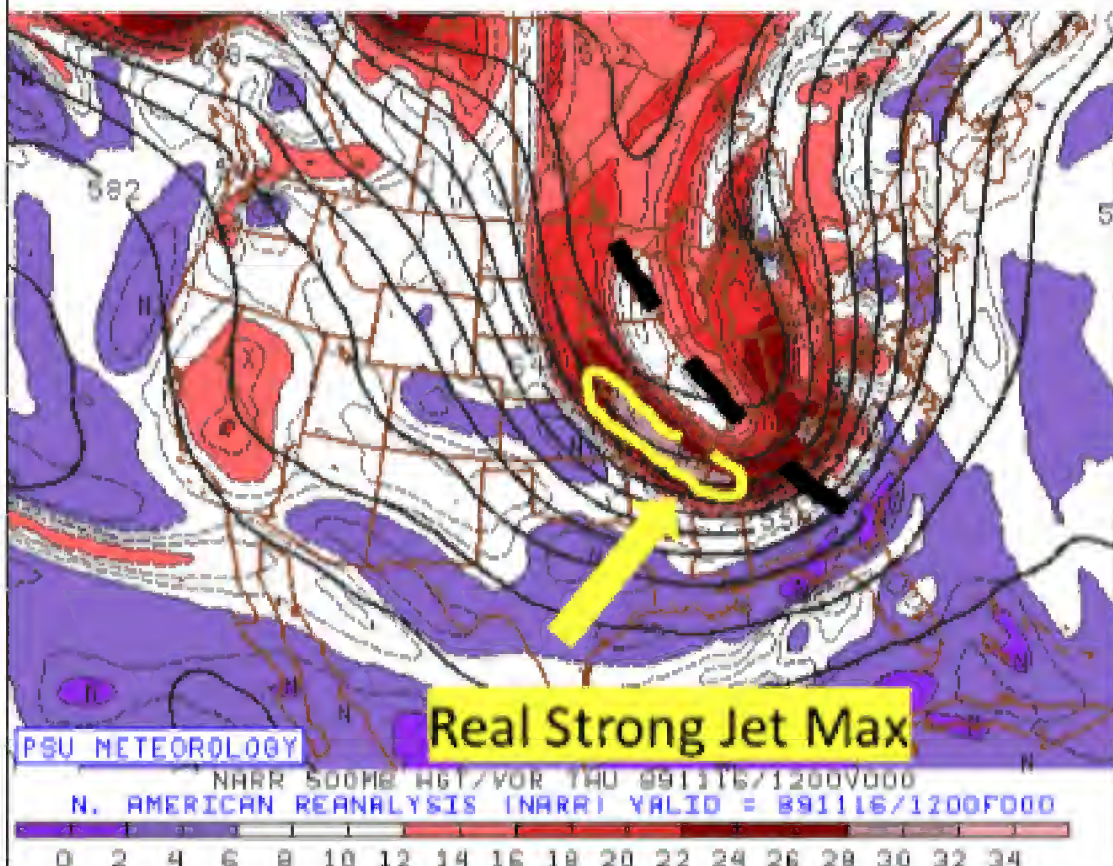 582
Real Strong Jet Max
PSU METEOROLOGY
NARR 500MB HGT/VOR THU 891116/1200V000
N. AMERICAN REANALYSIS (NARR) VALID = 891116/1200F000
0 2 4 6 8 10 12 14 16 18 20 22 24 26 28 30 32 34